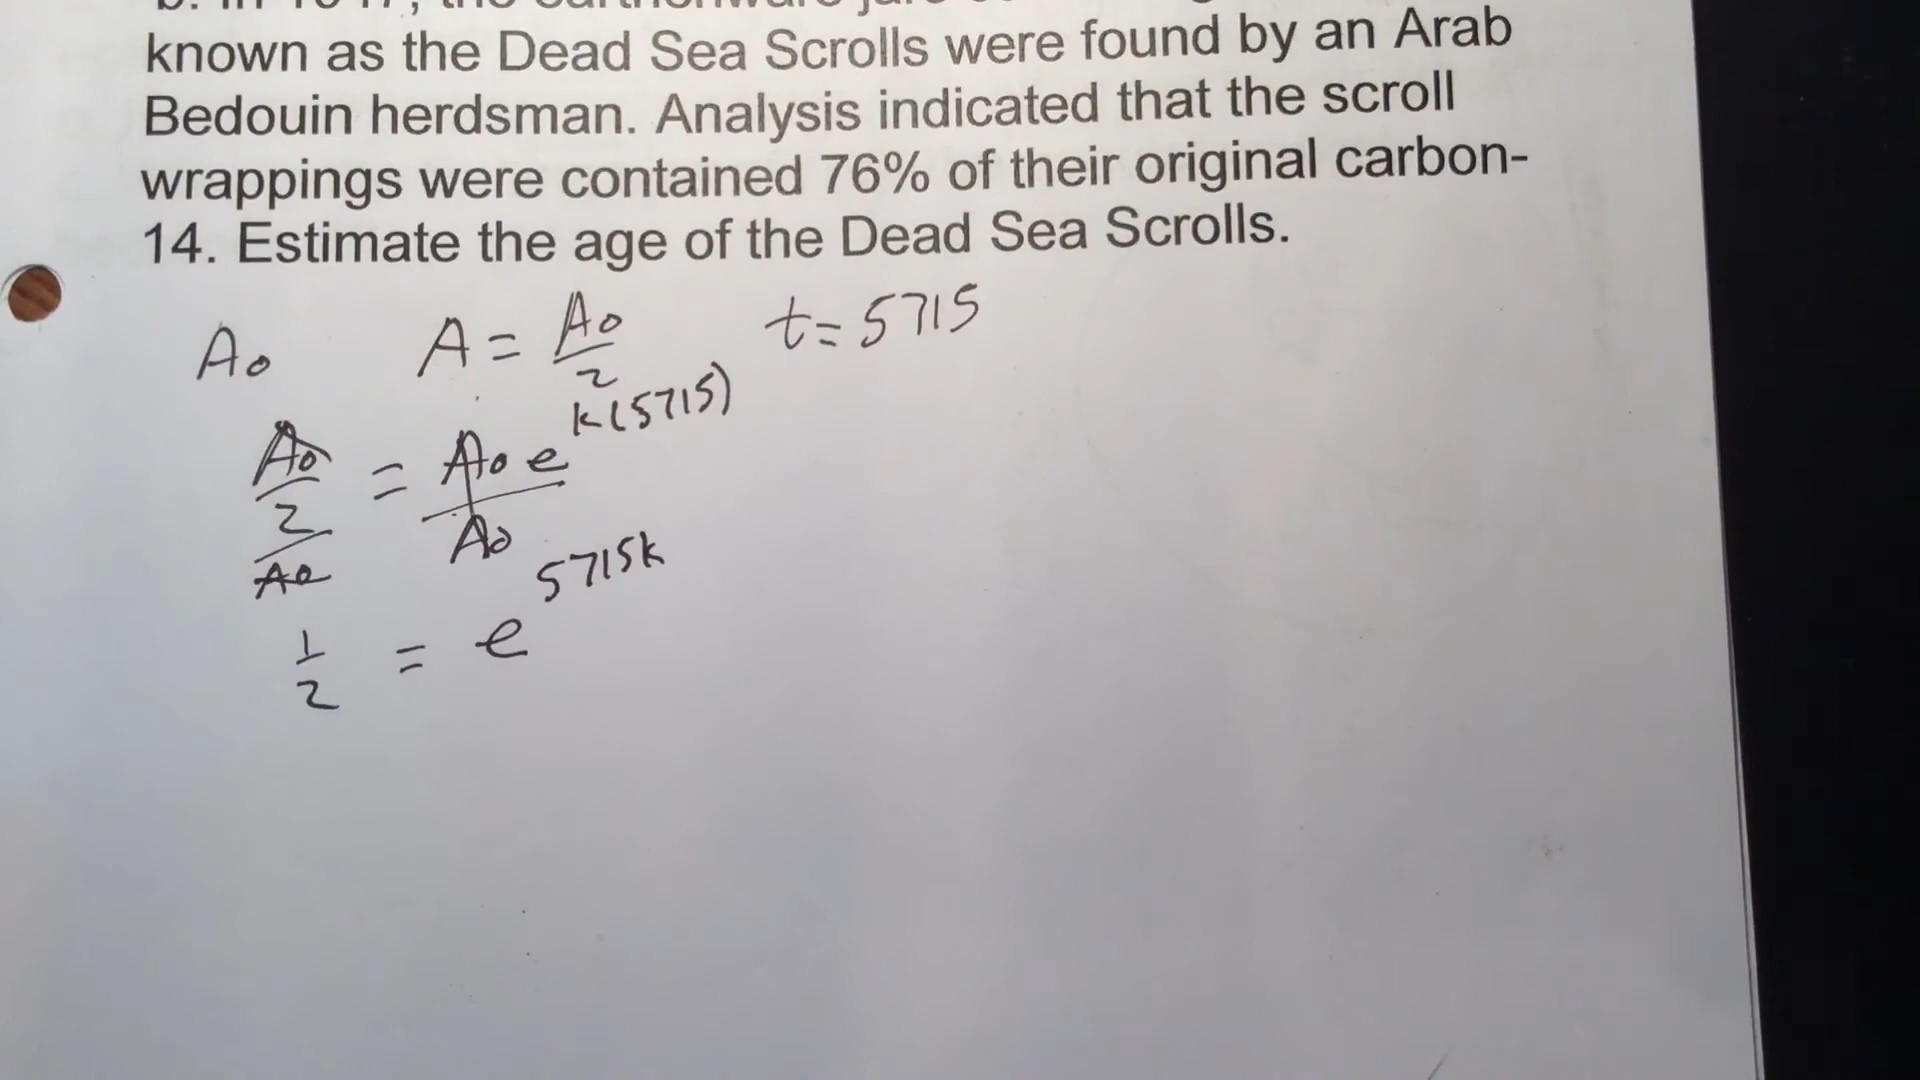 known as the Dead Sea Scrolls were found by an Arab
Bedouin herdsman. Analysis indicated that the scroll
wrappings were contained 76% of their original carbon-
14. Estimate the age of the Dead Sea Scrolls.
A₀ A = A₀/2 t = 5715
(A₀/2)/A₀ = A₀e^k(5715)/A₀
1/2 = e^5715k